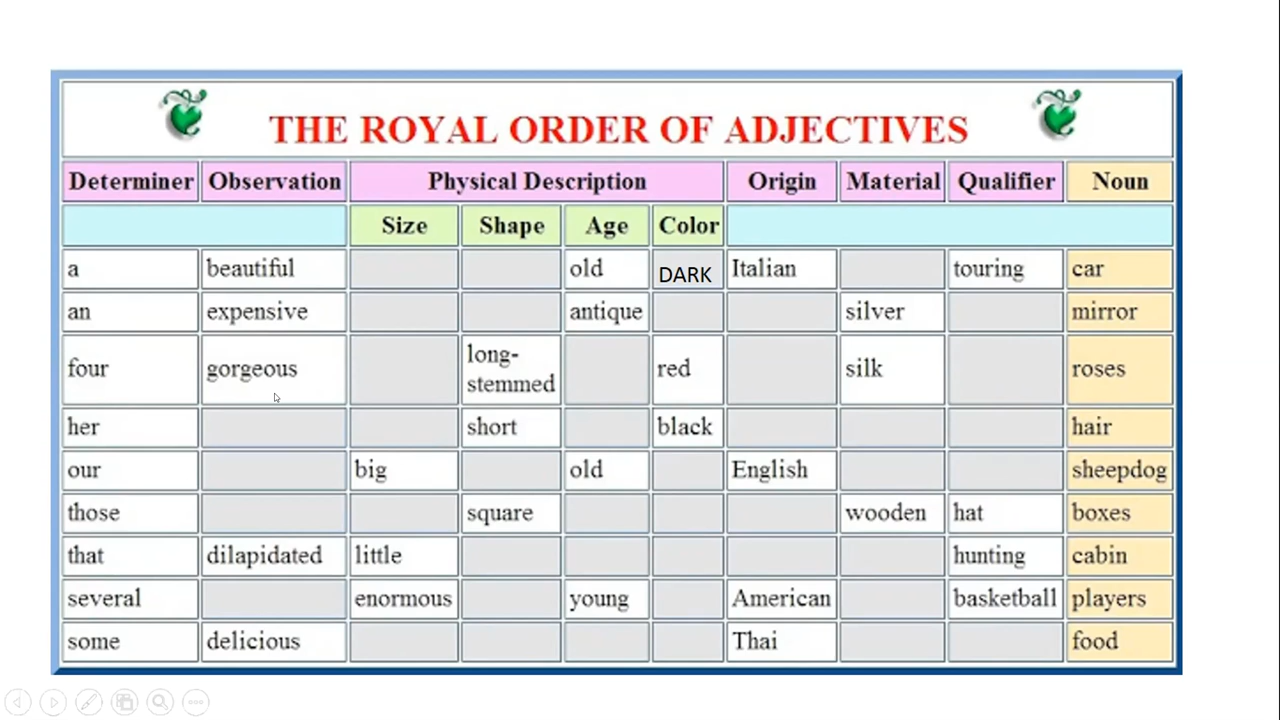 THE ROYAL ORDER OF ADJECTIVES
Determiner Observation Physical Description Origin Material Qualifier Noun
Size Shape Age Color
a beautiful old DARK Italian touring car
an expensive antique silver mirror
four gorgeous long-
stemmed red silk roses
her short black hair
our big old English sheepdog
those square wooden hat boxes
that dilapidated little hunting cabin
several enormous young American basketball players
some delicious Thai food